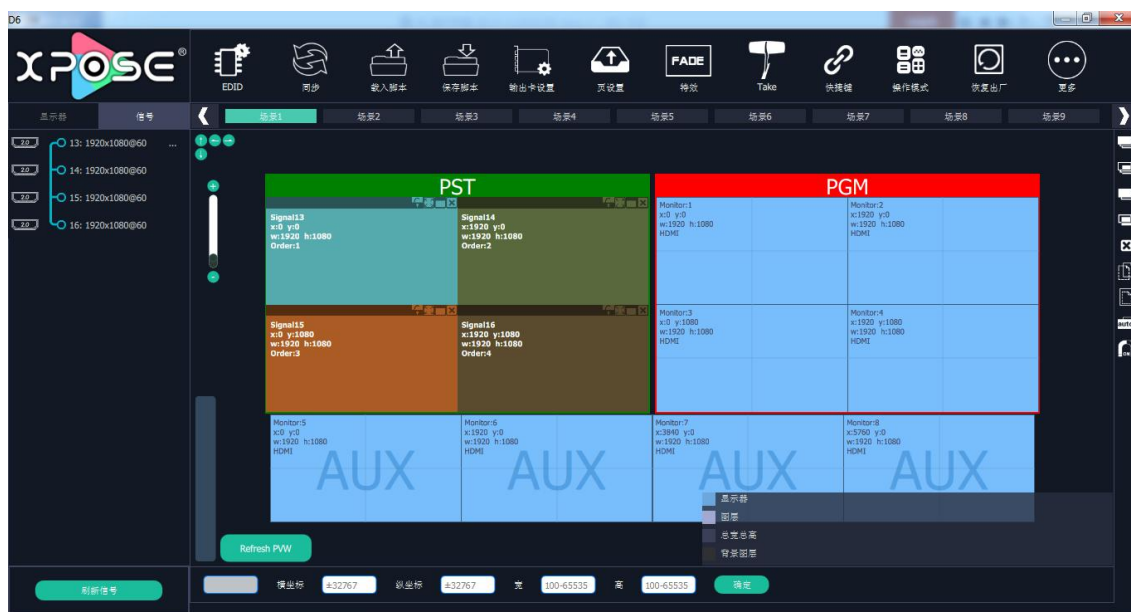 D6
XPOSE®
EDID
同步
载入脚本
保存脚本
输出卡设置
页设置
FADE
特效
Take
快捷键
操作模式
恢复出厂
更多
显示器
信号
场景1
场景2
场景3
场景4
场景5
场景6
场景7
场景8
场景9
2.0 13: 1920x1080@60 ...
2.0 14: 1920x1080@60
2.0 15: 1920x1080@60
2.0 16: 1920x1080@60
PST
PGM
Signal13
x:0 y:0
w:1920 h:1080
Order:1
Signal14
x:1920 y:0
w:1920 h:1080
Order:2
Monitor:1
x:0 y:0
w:1920 h:1080
HDMI
Monitor:2
x:1920 y:0
w:1920 h:1080
HDMI
Signal15
x:0 y:1080
w:1920 h:1080
Order:3
Signal16
x:1920 y:1080
w:1920 h:1080
Order:4
Monitor:3
x:0 y:1080
w:1920 h:1080
HDMI
Monitor:4
x:1920 y:1080
w:1920 h:1080
HDMI
Monitor:5
x:0 y:0
w:1920 h:1080
HDMI
AUX
Monitor:6
x:1920 y:0
w:1920 h:1080
HDMI
AUX
Monitor:7
x:3840 y:0
w:1920 h:1080
HDMI
AUX
Monitor:8
x:5760 y:0
w:1920 h:1080
HDMI
AUX
auto
ON
显示器
图层
总宽总高
背景图层
Refresh PVW
刷新信号
横坐标
±32767
纵坐标
±32767
宽
100-65535
高
100-65535
确定